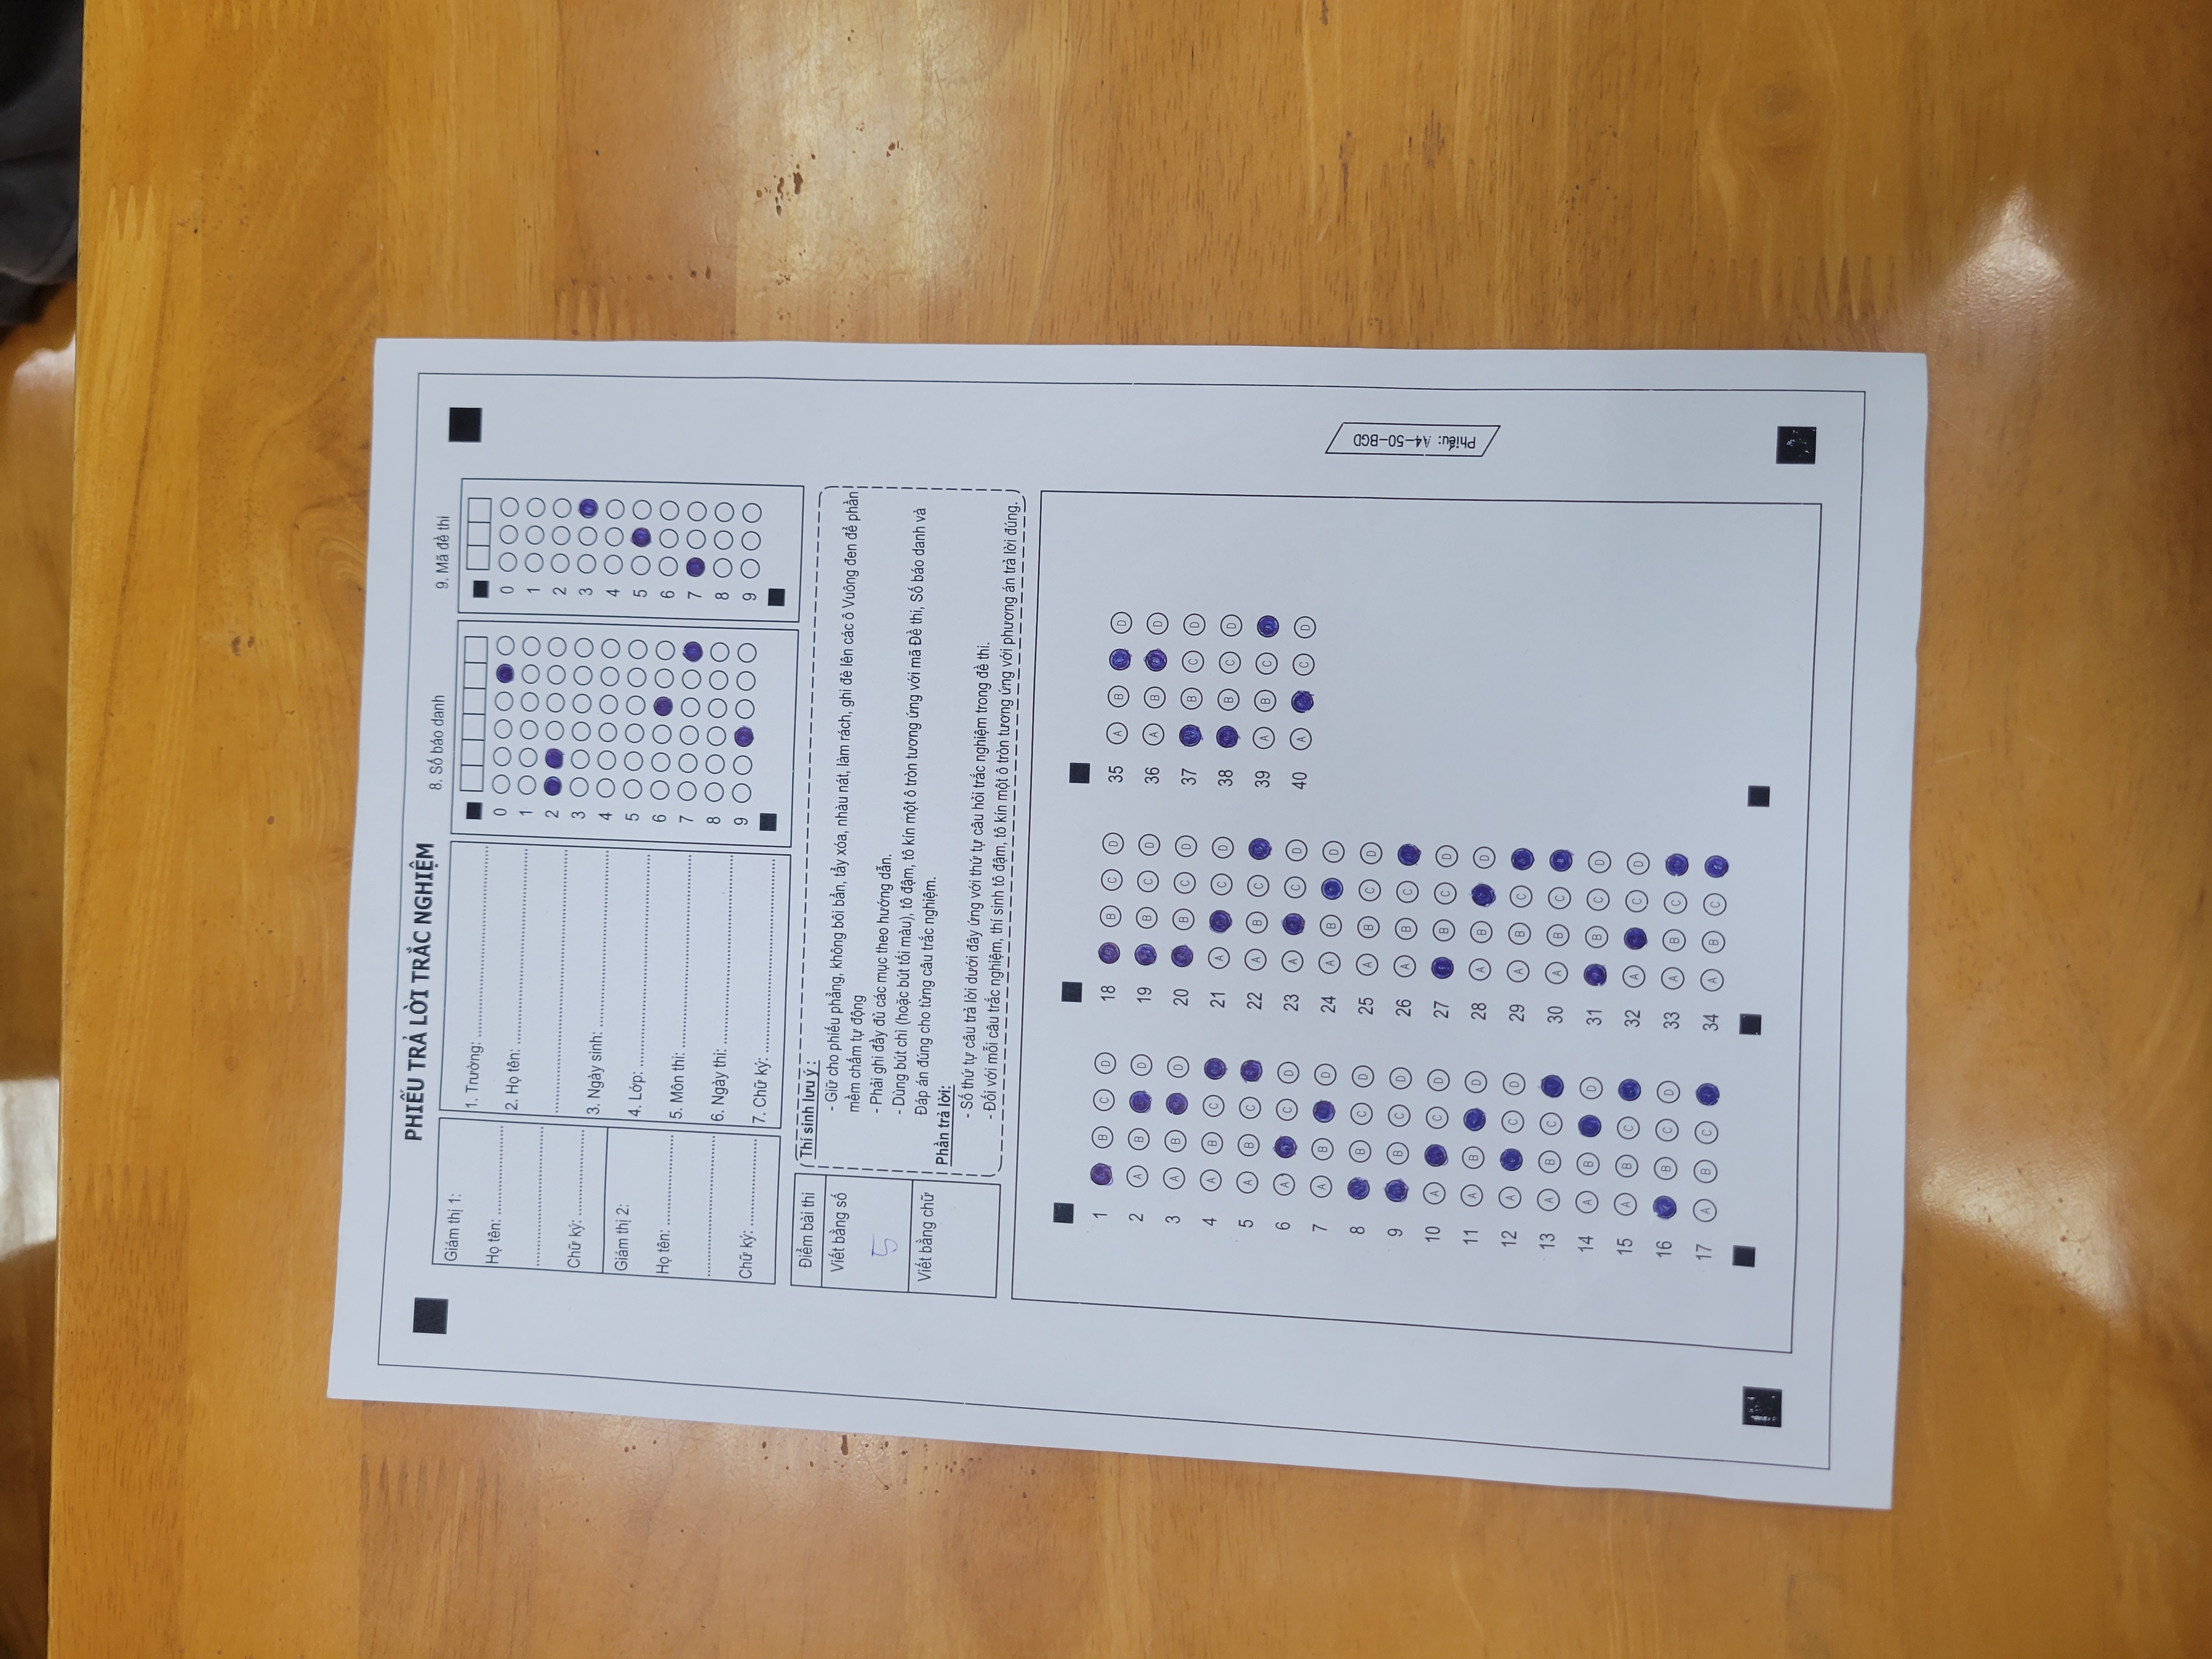 PHIẾU TRẢ LỜI TRẮC NGHIỆM
Giám thị 1:
Họ tên: ........................
........................
Chữ ký: ........................
Giám thị 2:
Họ tên: ........................
........................
Chữ ký: ........................
1. Trường: ........................
2. Họ tên: ........................
........................
3. Ngày sinh: ........................
4. Lớp: ........................
5. Môn thi: ........................
6. Ngày thi: ........................
7. Chữ ký: ........................
8. Số báo danh
0
1
2
3
4
5
6
7
8
9
9. Mã đề thi
0
1
2
3
4
5
6
7
8
9
Điểm bài thi
Viết bằng số
5
Viết bằng chữ
Thí sinh lưu ý :
- Giữ cho phiếu phẳng, không bôi bẩn, tẩy xóa, nhàu nát, làm rách, ghi đè lên các ô Vuông đen để phần
mềm chấm tự động
- Phải ghi đầy đủ các mục theo hướng dẫn.
- Dùng bút chì (hoặc bút tối màu), tô đậm, tô kín một ô tròn tương ứng với mã Đề thi, Số báo danh và
Đáp án đúng cho từng câu trắc nghiệm.
Phần trả lời:
- Số thứ tự câu trả lời dưới đây ứng với thứ tự câu hỏi trắc nghiệm trong đề thi.
- Đối với mỗi câu trắc nghiệm, thí sinh tô đậm, tô kín một ô tròn tương ứng với phương án trả lời đúng.
1 B C D
2 A B D
3 A B D
4 A B C
5 A B C
6 A C D
7 A B D
8 B C D
9 B C D
10 A C D
11 A B D
12 A C D
13 A B C
14 A B D
15 A B C
16 B C D
17 A B C
18 B C D
19 B C D
20 B C D
21 A C D
22 A B C
23 A C D
24 A B D
25 A B C D
26 A B C
27 B C D
28 A B D
29 A B C
30 A B C
31 B C D
32 A C D
33 A B C
34 A B C
35 A B D
36 A B D
37 B C D
38 B C D
39 A B C
40 A C D
Phiếu: A4-50-BGD